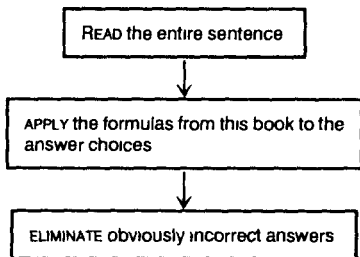 READ the entire sentence
APPLY the formulas from this book to the
answer choices
ELIMINATE obviously incorrect answers